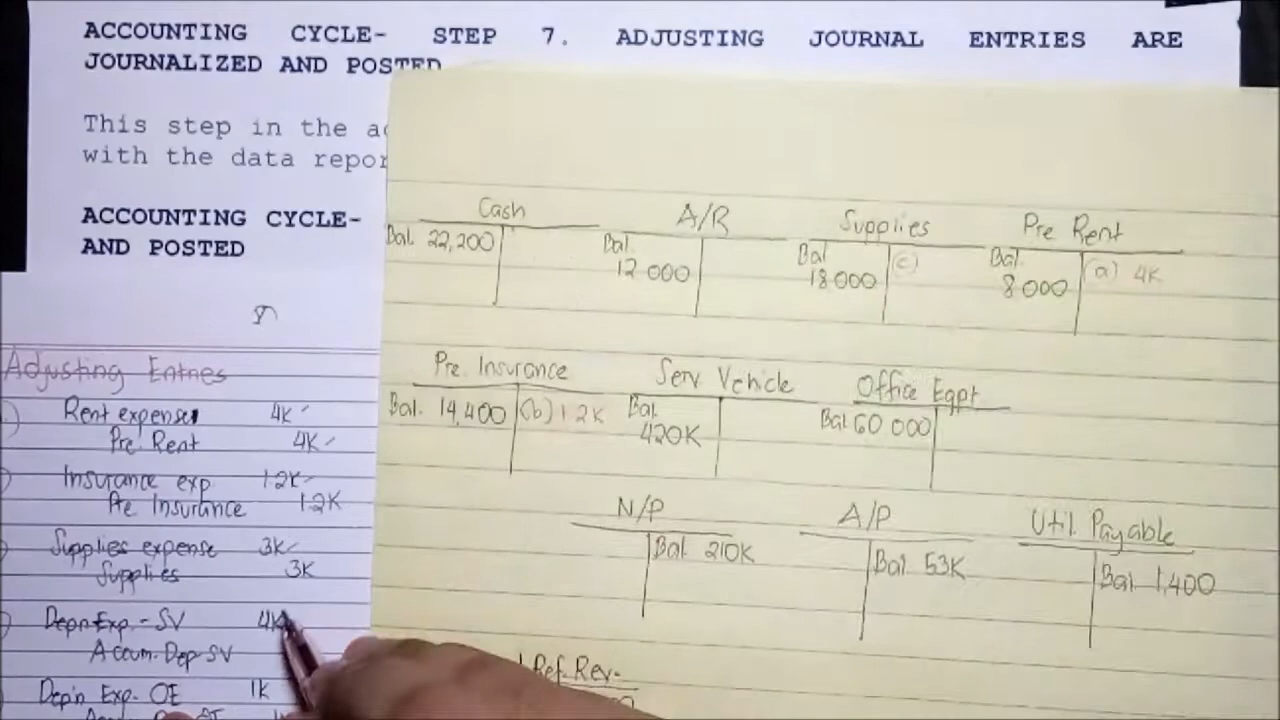 ACCOUNTING CYCLE- STEP 7. ADJUSTING JOURNAL ENTRIES ARE
JOURNALIZED AND POSTED
This step in the
with the data repor
ACCOUNTING CYCLE-
AND POSTED
Adjusting Entries
Rent expense 4K
Pre. Rent 4K
Insurance exp 1.2K
Pre Insurance 1.2K
Supplies expense 3K
Supplies 3K
Dep'n Exp. - SV 4K
Accum. Dep SV
Dep'n Exp. OE 1K
Cash
Bal. 22,200
A/R
Bal.
12 000
Supplies
Bal
18 000
(c)
Pre Rent
Bal.
8 000
(a) 4K
Pre. Insurance
Bal. 14,400
(b) 1.2K
Serv Vehicle
Bal.
420K
Office Eqpt
Bal 60 000
N/P
Bal. 210K
A/P
Bal. 53K
Util. Payable
Bal. 1,400
Ref. Rev.